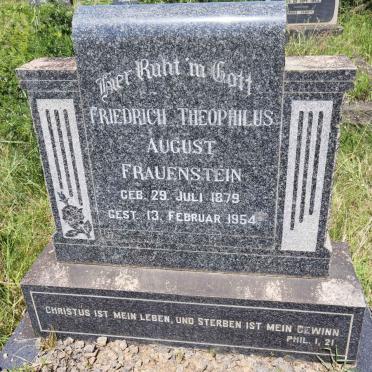 Hier Ruht in Gott
FRIEDRICH THEOPHILUS
AUGUST
FRAUENSTEIN
GEB. 29. JULI 1879
GEST. 13. FEBRUAR 1954
CHRISTUS IST MEIN LEBEN, UND STERBEN IST MEIN GEWINN
PHIL. 1, 21